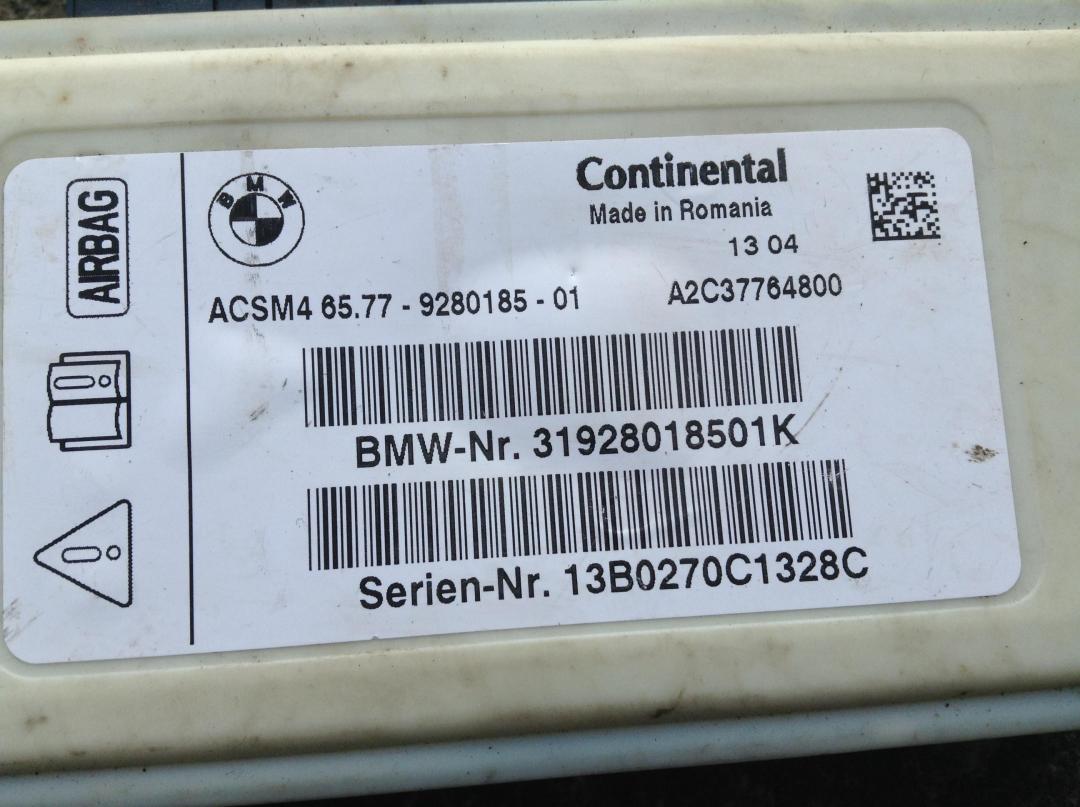 AIRBAG
BMW
Continental
Made in Romania
13 04
ACSM4 65.77 - 9280185 - 01
A2C37764800
BMW-Nr. 31928018501K
Serien-Nr. 13B0270C1328C